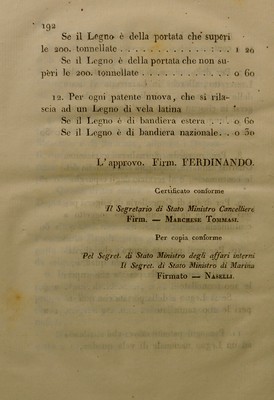 192
Se il Legno è della portata che superi
le 200. tonnellate . . . . . . . . . . . . . 1 20
Se il Legno è della portata che non su-
peri le 200. tonnellate . . . . . . . . . . 0 60
12. Per ogni patente nuova, che si rila-
scia ad un Legno di vela latina
Se il Legno è di bandiera estera . . . 0 60
Se il Legno è di bandiera nazionale. . 0 50
L'approvo. Firm. FERDINANDO.
Certificato conforme
Il Segretario di Stato Ministro Cancelliere
Firm. — MARCHESE TOMMASI.
Per copia conforme
Pel Segret. di Stato Ministro degli affari interni
Il Segret. di Stato Ministro di Marina
Firmato — NASELLI.